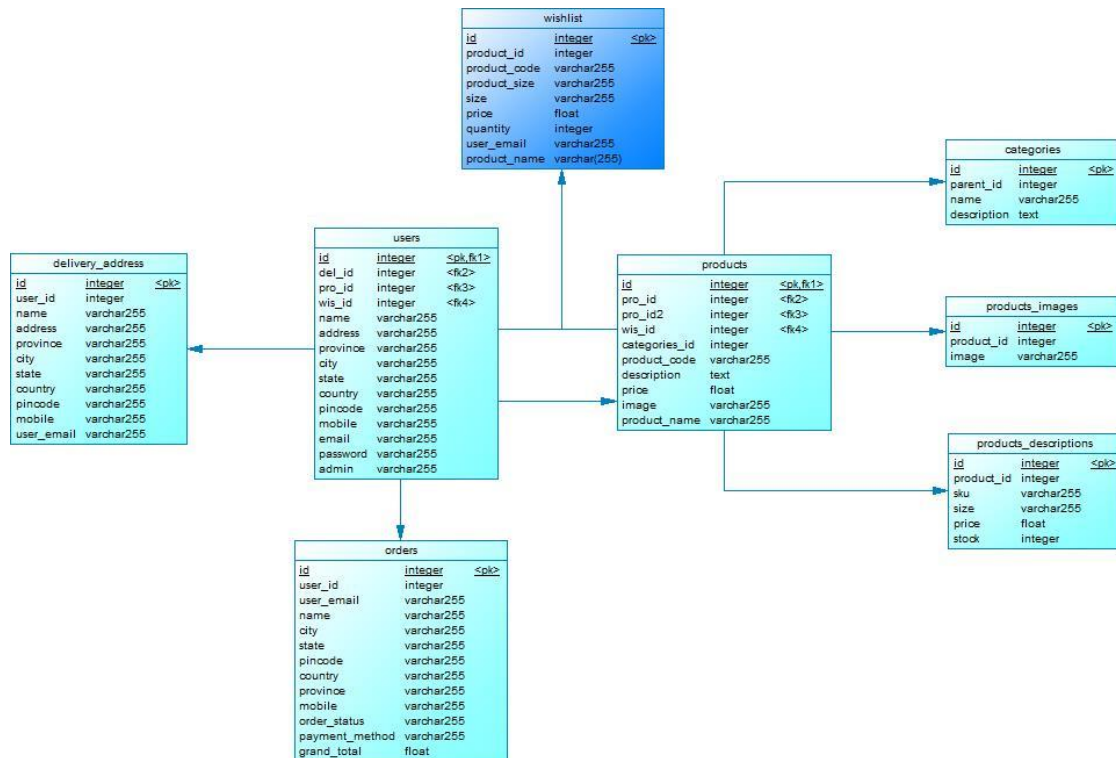 wishlist
id integer <pk>
product_id integer
product_code varchar255
product_size varchar255
size varchar255
price float
quantity integer
user_email varchar255
product_name varchar(255)
categories
id integer <pk>
parent_id integer
name varchar255
description text
users
id integer <pk,fk1>
del_id integer <fk2>
pro_id integer <fk3>
wis_id integer <fk4>
name varchar255
address varchar255
province varchar255
city varchar255
state varchar255
country varchar255
pincode varchar255
mobile varchar255
email varchar255
password varchar255
admin varchar255
delivery_address
id integer <pk>
user_id integer
name varchar255
address varchar255
province varchar255
city varchar255
state varchar255
country varchar255
pincode varchar255
mobile varchar255
user_email varchar255
products
id integer <pk,fk1>
pro_id integer <fk2>
pro_id2 integer <fk3>
wis_id integer <fk4>
categories_id integer
product_code varchar255
description text
price float
image varchar255
product_name varchar255
products_images
id integer <pk>
product_id integer
image varchar255
products_descriptions
id integer <pk>
product_id integer
sku varchar255
size varchar255
price float
stock integer
orders
id integer <pk>
user_id integer
user_email varchar255
name varchar255
city varchar255
state varchar255
pincode varchar255
country varchar255
province varchar255
mobile varchar255
order_status varchar255
payment_method varchar255
grand_total float